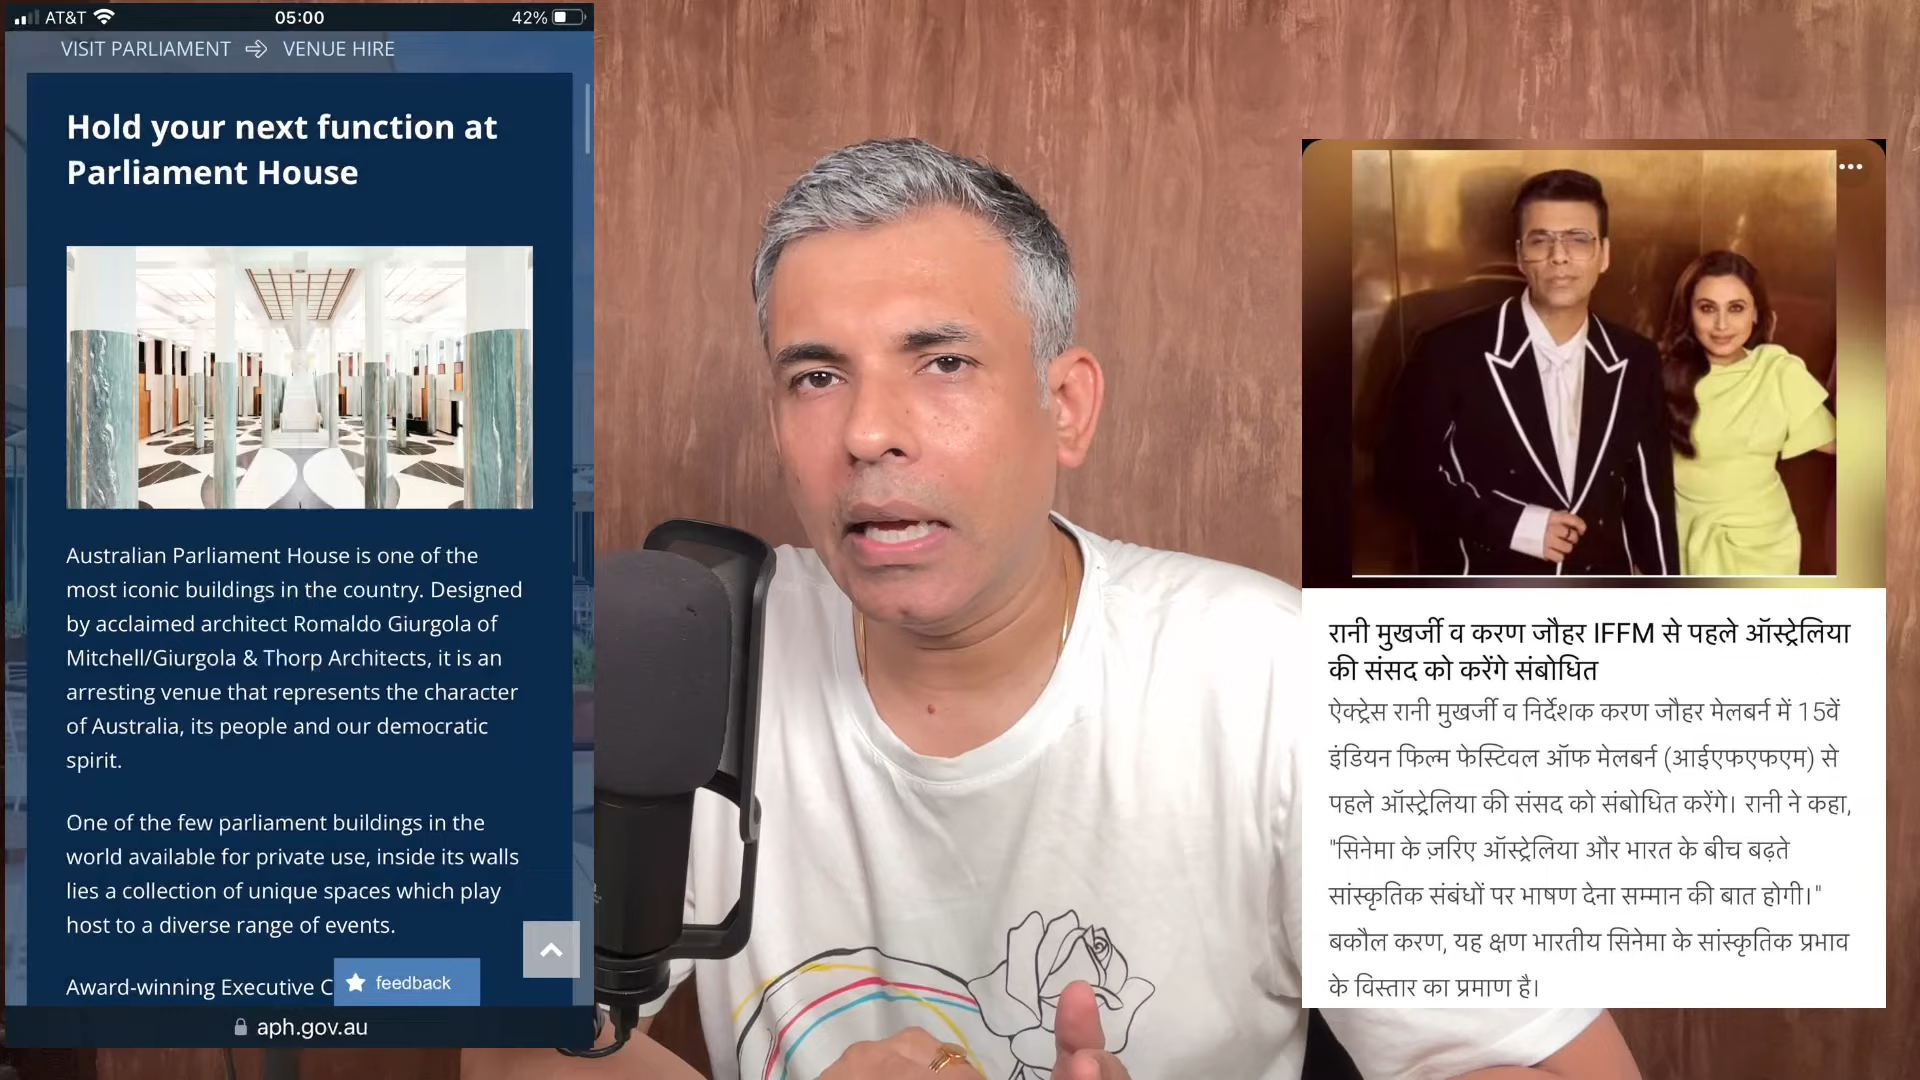 AT&T
05:00
42%
VISIT PARLIAMENT
VENUE HIRE
Hold your next function at
Parliament House
Australian Parliament House is one of the
most iconic buildings in the country. Designed
by acclaimed architect Romaldo Giurgola of
Mitchell/Giurgola & Thorp Architects, it is an
arresting venue that represents the character
of Australia, its people and our democratic
spirit.
One of the few parliament buildings in the
world available for private use, inside its walls
lies a collection of unique spaces which play
host to a diverse range of events.
Award-winning Executive C
feedback
aph.gov.au
रानी मुखर्जी व करण जौहर IFFM से पहले ऑस्ट्रेलिया
की संसद को करेंगे संबोधित
ऐक्ट्रेस रानी मुखर्जी व निर्देशक करण जौहर मेलबर्न में 15वें
इंडियन फिल्म फेस्टिवल ऑफ मेलबर्न (आईएफएफएम) से
पहले ऑस्ट्रेलिया की संसद को संबोधित करेंगे। रानी ने कहा,
"सिनेमा के ज़रिए ऑस्ट्रेलिया और भारत के बीच बढ़ते
सांस्कृतिक संबंधों पर भाषण देना सम्मान की बात होगी।"
बकौल करण, यह क्षण भारतीय सिनेमा के सांस्कृतिक प्रभाव
के विस्तार का प्रमाण है।